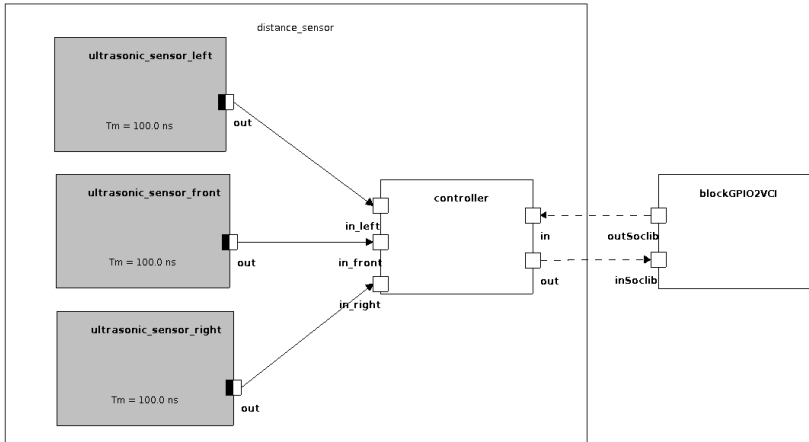 distance_sensor
ultrasonic_sensor_left
Tm = 100.0 ns
out
ultrasonic_sensor_front
Tm = 100.0 ns
out
ultrasonic_sensor_right
Tm = 100.0 ns
out
controller
in_left
in_front
in_right
in
out
blockGPIO2VCI
outSoclib
inSoclib